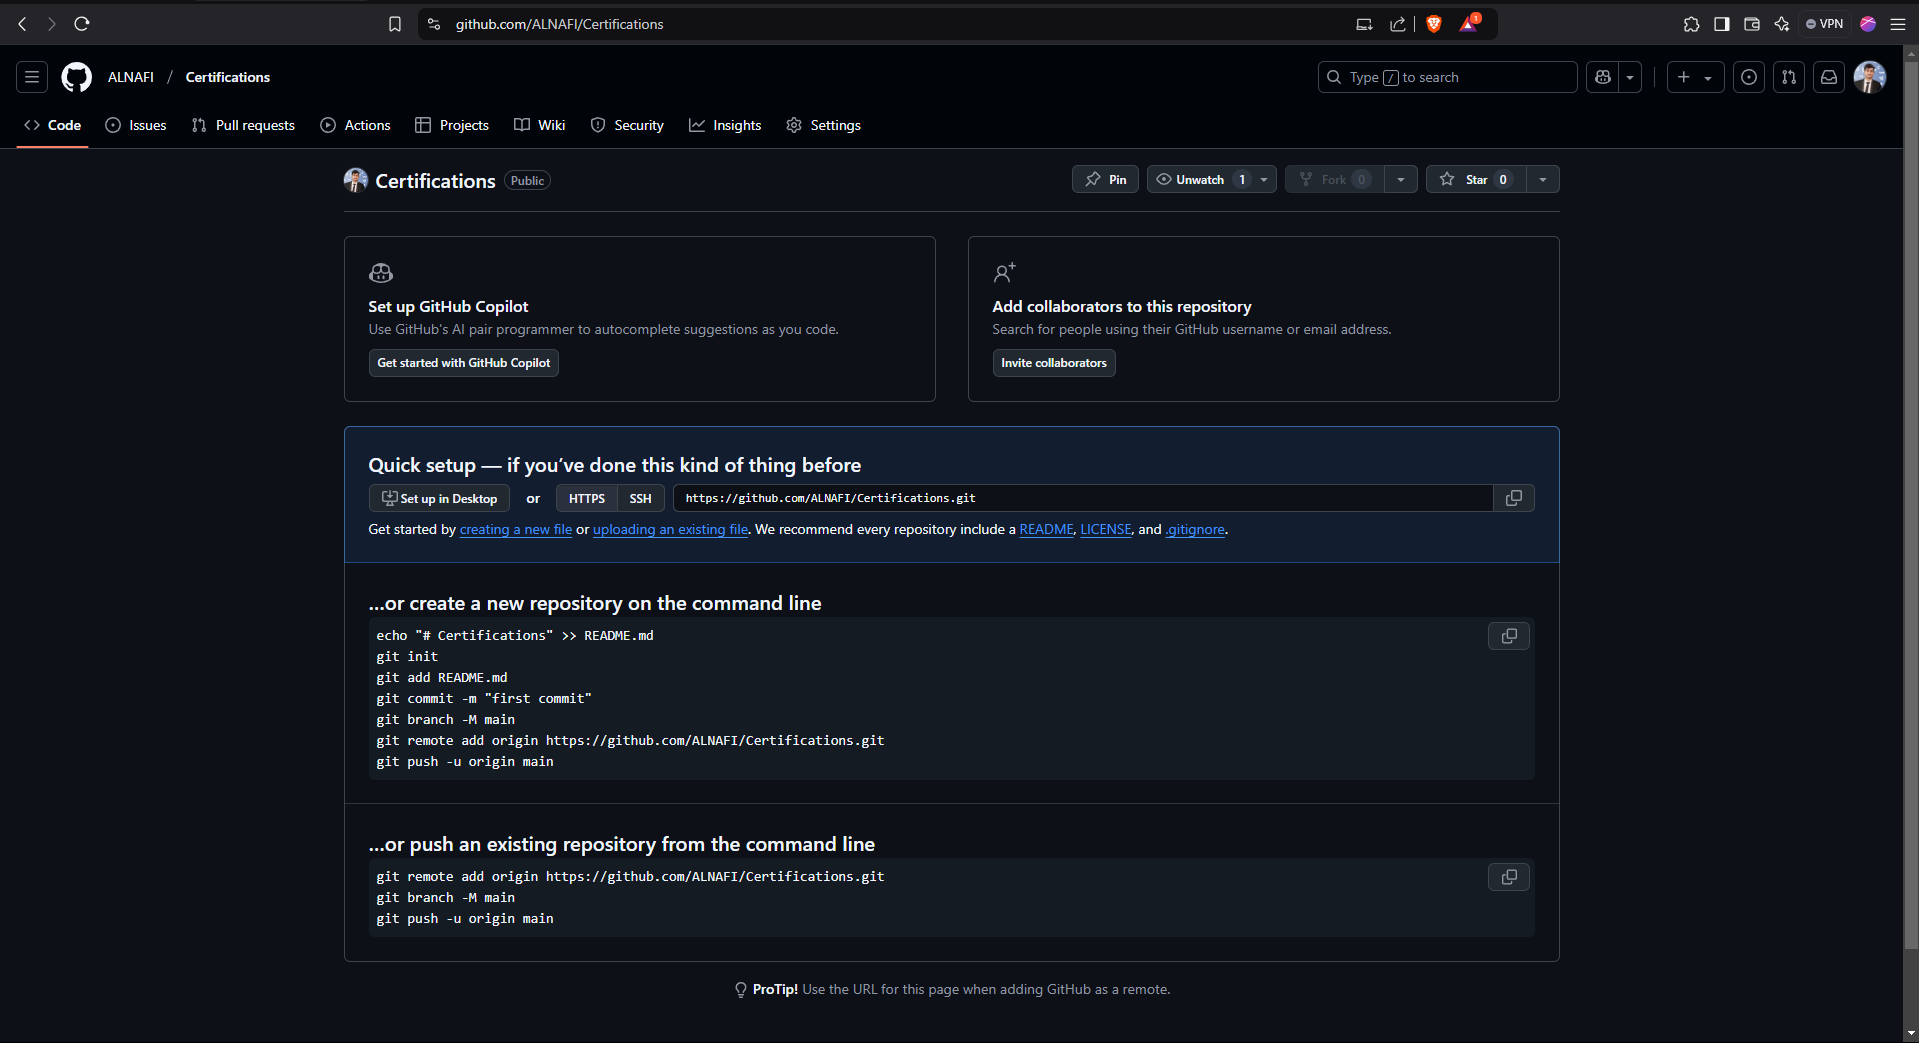 github.com/ALNAFI/Certifications
1
VPN
ALNAFI / Certifications
Type / to search
Code Issues Pull requests Actions Projects Wiki Security Insights Settings
Certifications Public
Pin Unwatch 1 Fork 0 Star 0
Set up GitHub Copilot
Use GitHub's AI pair programmer to autocomplete suggestions as you code.
Get started with GitHub Copilot
Add collaborators to this repository
Search for people using their GitHub username or email address.
Invite collaborators
Quick setup — if you’ve done this kind of thing before
Set up in Desktop or HTTPS SSH https://github.com/ALNAFI/Certifications.git
Get started by creating a new file or uploading an existing file. We recommend every repository include a README, LICENSE, and .gitignore.
…or create a new repository on the command line
echo "# Certifications" >> README.md
git init
git add README.md
git commit -m "first commit"
git branch -M main
git remote add origin https://github.com/ALNAFI/Certifications.git
git push -u origin main
…or push an existing repository from the command line
git remote add origin https://github.com/ALNAFI/Certifications.git
git branch -M main
git push -u origin main
ProTip! Use the URL for this page when adding GitHub as a remote.